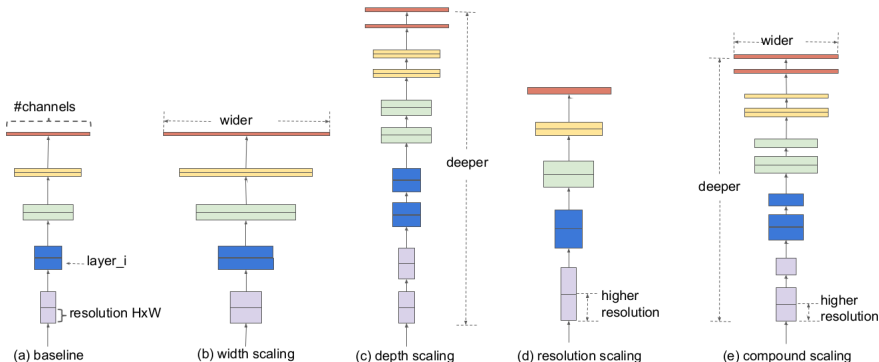 #channels
layer_i
resolution HxW
(a) baseline
wider
(b) width scaling
deeper
(c) depth scaling
higher
resolution
(d) resolution scaling
wider
deeper
higher
resolution
(e) compound scaling